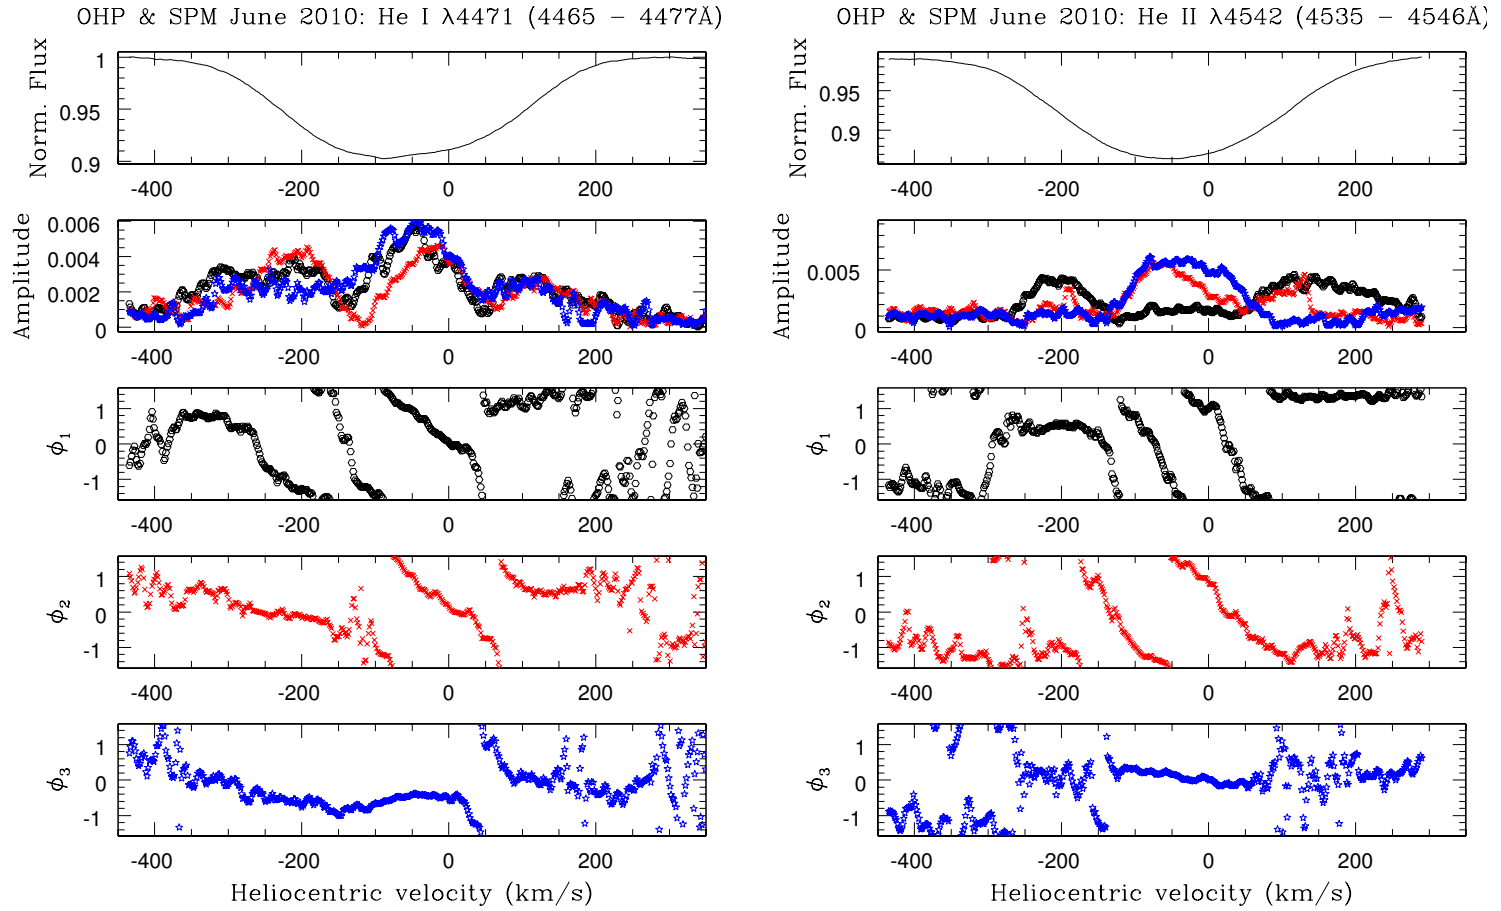 OHP & SPM June 2010: He I λ4471 (4465 − 4477Å)
Norm. Flux
1
0.95
0.9
-400 -200 0 200
Amplitude
0.006
0.004
0.002
0
-400 -200 0 200
ϕ1
1
0
-1
-400 -200 0 200
ϕ2
1
0
-1
-400 -200 0 200
ϕ3
1
0
-1
-400 -200 0 200
Heliocentric velocity (km/s)
OHP & SPM June 2010: He II λ4542 (4535 − 4546Å)
Norm. Flux
0.95
0.9
-400 -200 0 200
Amplitude
0.005
0
-400 -200 0 200
ϕ1
1
0
-1
-400 -200 0 200
ϕ2
1
0
-1
-400 -200 0 200
ϕ3
1
0
-1
-400 -200 0 200
Heliocentric velocity (km/s)